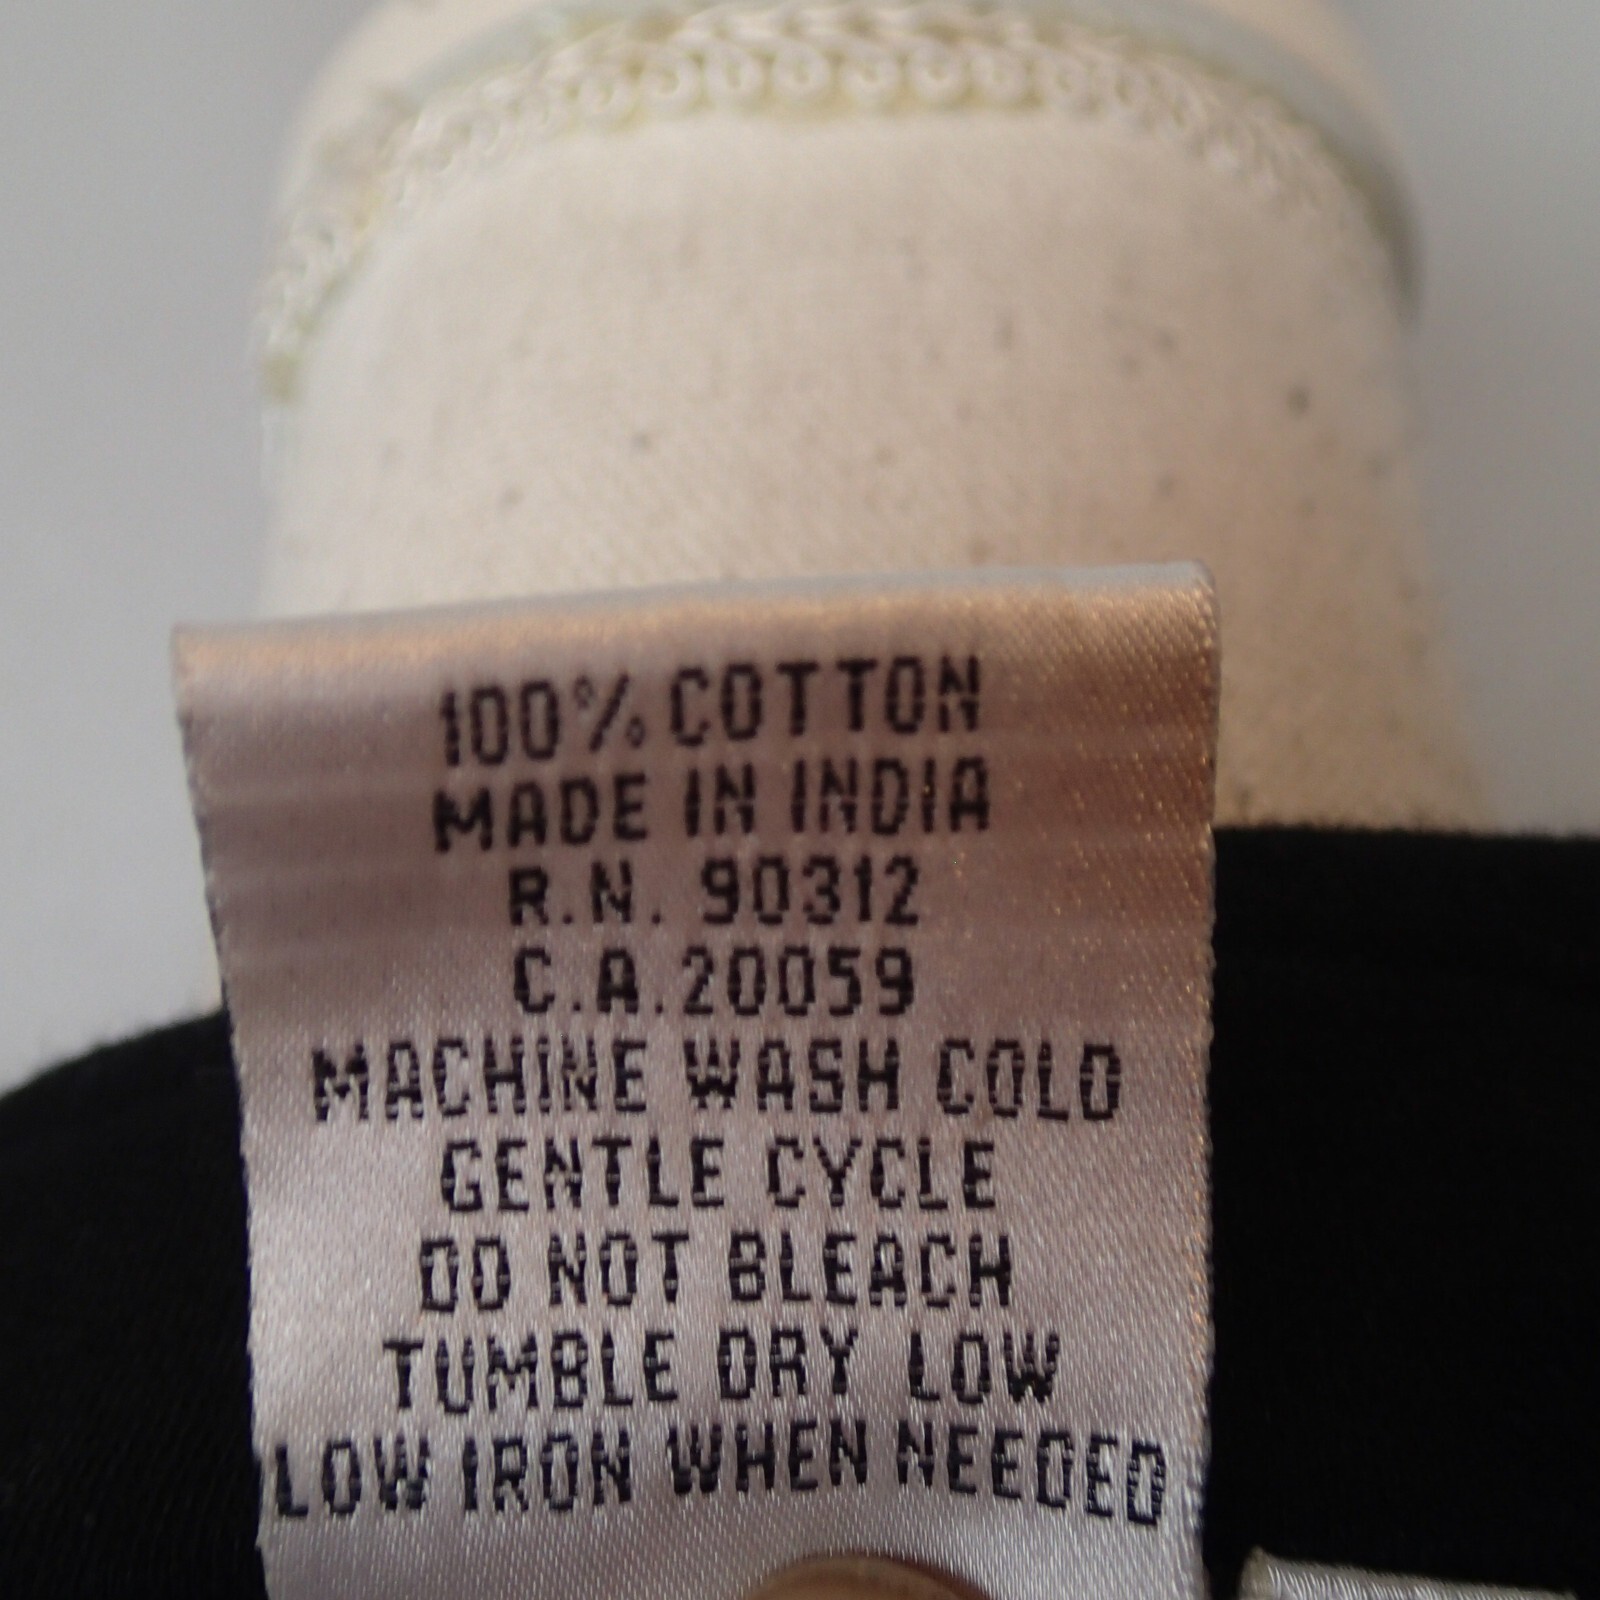 100% COTTON
MADE IN INDIA
R.N. 90312
C.A. 20059
MACHINE WASH COLD
GENTLE CYCLE
DO NOT BLEACH
TUMBLE DRY LOW
LOW IRON WHEN NEEDED